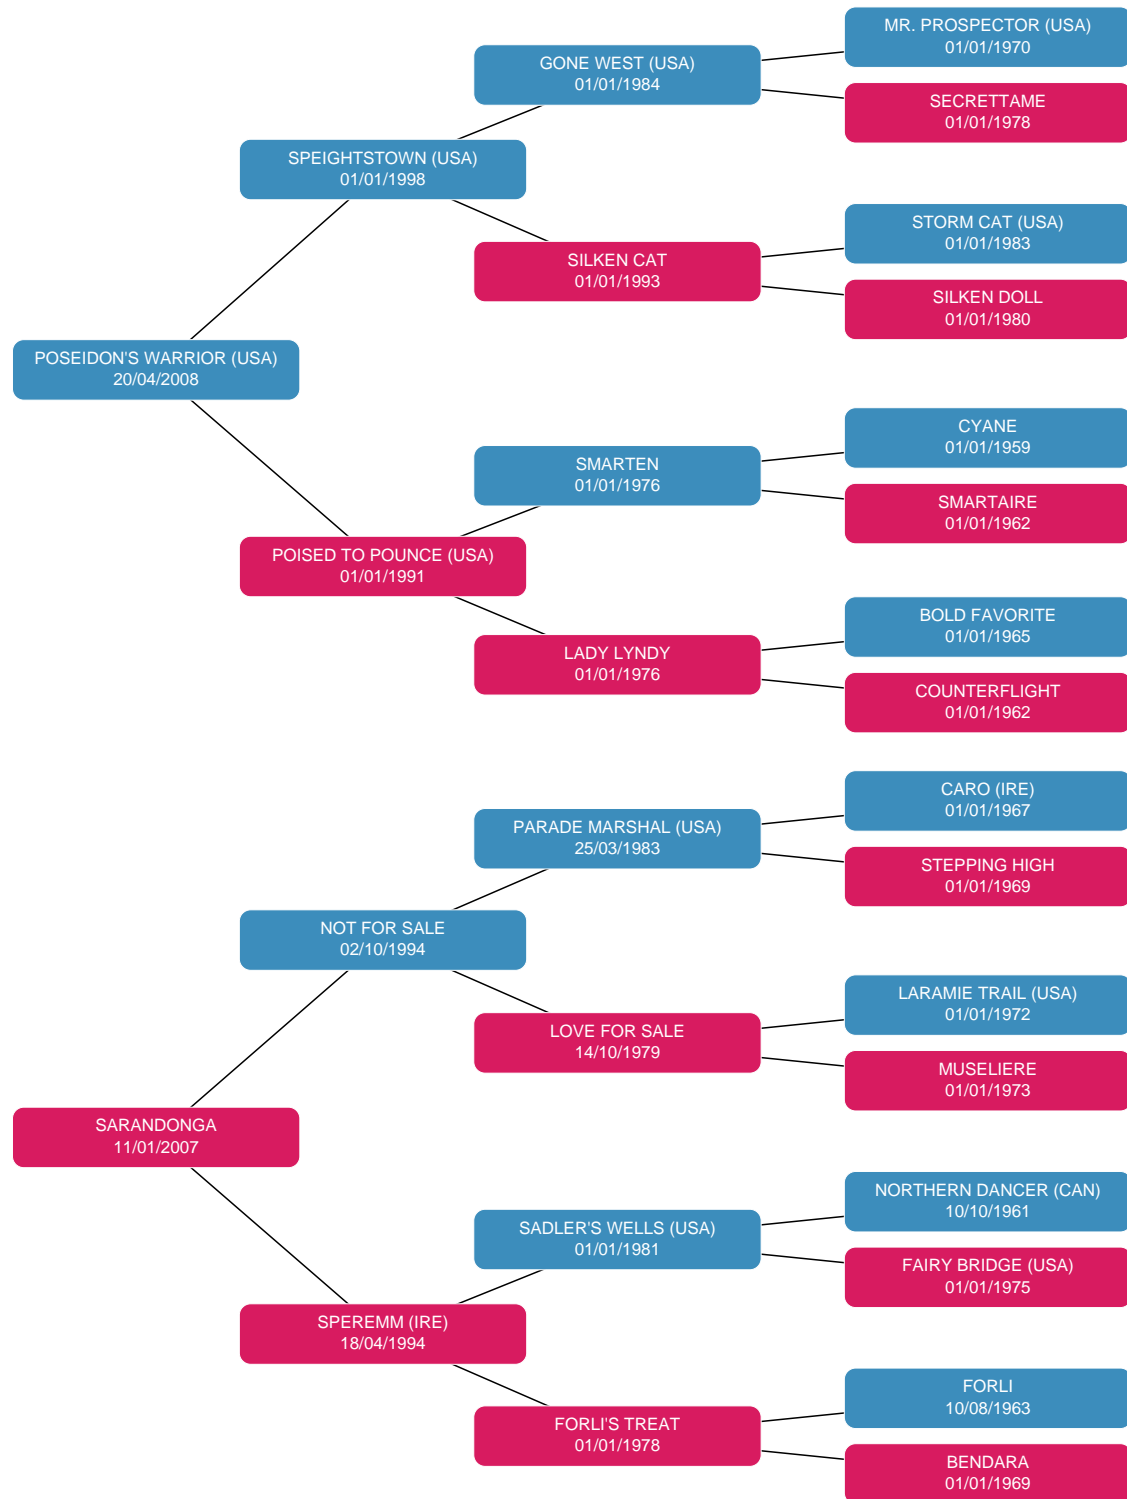 MR. PROSPECTOR (USA)
01/01/1970
GONE WEST (USA)
01/01/1984
SECRETTAME
01/01/1978
SPEIGHTSTOWN (USA)
01/01/1998
STORM CAT (USA)
01/01/1983
SILKEN CAT
01/01/1993
SILKEN DOLL
01/01/1980
POSEIDON'S WARRIOR (USA)
20/04/2008
CYANE
01/01/1959
SMARTEN
01/01/1976
SMARTAIRE
01/01/1962
POISED TO POUNCE (USA)
01/01/1991
BOLD FAVORITE
01/01/1965
LADY LYNDY
01/01/1976
COUNTERFLIGHT
01/01/1962
CARO (IRE)
01/01/1967
PARADE MARSHAL (USA)
25/03/1983
STEPPING HIGH
01/01/1969
NOT FOR SALE
02/10/1994
LARAMIE TRAIL (USA)
01/01/1972
LOVE FOR SALE
14/10/1979
MUSELIERE
01/01/1973
SARANDONGA
11/01/2007
NORTHERN DANCER (CAN)
10/10/1961
SADLER'S WELLS (USA)
01/01/1981
FAIRY BRIDGE (USA)
01/01/1975
SPEREMM (IRE)
18/04/1994
FORLI
10/08/1963
FORLI'S TREAT
01/01/1978
BENDARA
01/01/1969